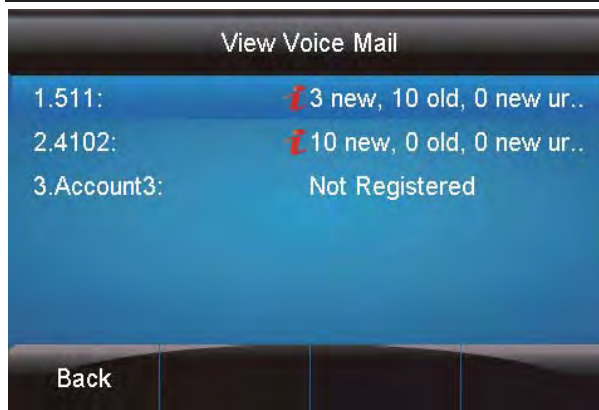 View Voice Mail
1.511: 3 new, 10 old, 0 new ur..
2.4102: 10 new, 0 old, 0 new ur..
3.Account3: Not Registered
Back